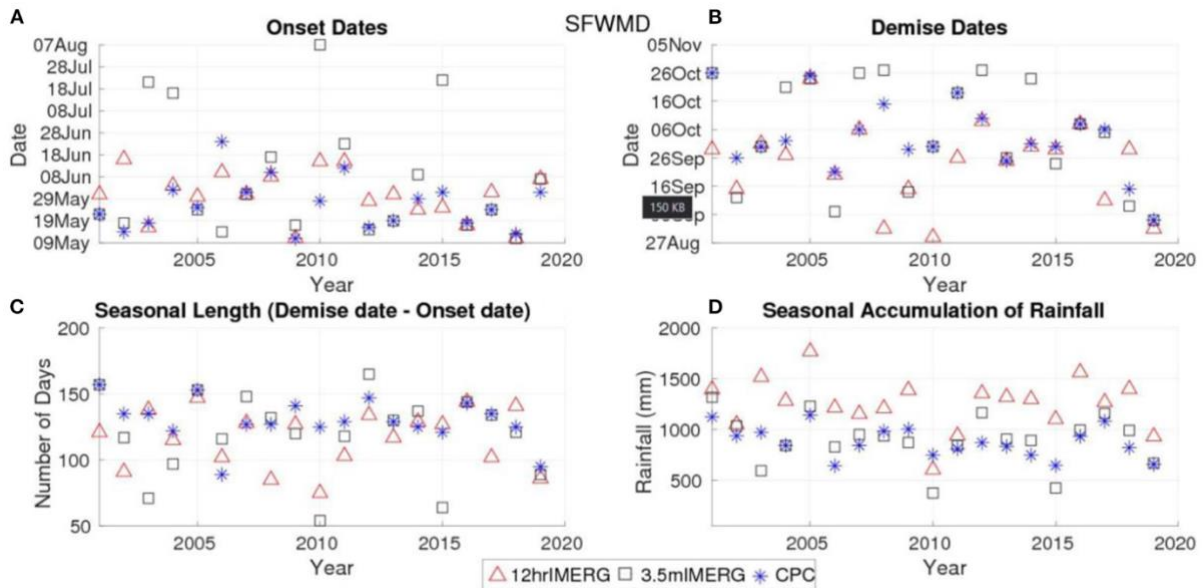 A
Onset Dates
SFWMD
B
Demise Dates
07Aug
28Jul
18Jul
08Jul
28Jun
18Jun
08Jun
29May
19May
09May
Date
2005
2010
2015
2020
Year
05Nov
26Oct
16Oct
06Oct
26Sep
16Sep
150 KB
27Aug
Date
2005
2010
2015
2020
Year
C
Seasonal Length (Demise date - Onset date)
D
Seasonal Accumulation of Rainfall
200
150
100
50
Number of Days
2005
2010
2015
2020
Year
2000
1500
1000
500
Rainfall (mm)
2005
2010
2015
2020
Year
12hrIMERG 3.5mIMERG CPC